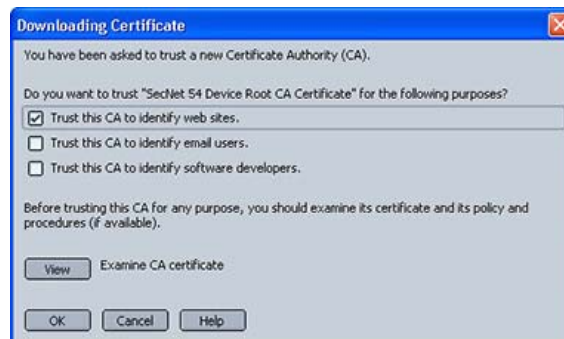 Downloading Certificate
You have been asked to trust a new Certificate Authority (CA).
Do you want to trust "SecNet 54 Device Root CA Certificate" for the following purposes?
Trust this CA to identify web sites.
Trust this CA to identify email users.
Trust this CA to identify software developers.
Before trusting this CA for any purpose, you should examine its certificate and its policy and
procedures (if available).
View Examine CA certificate
OK Cancel Help